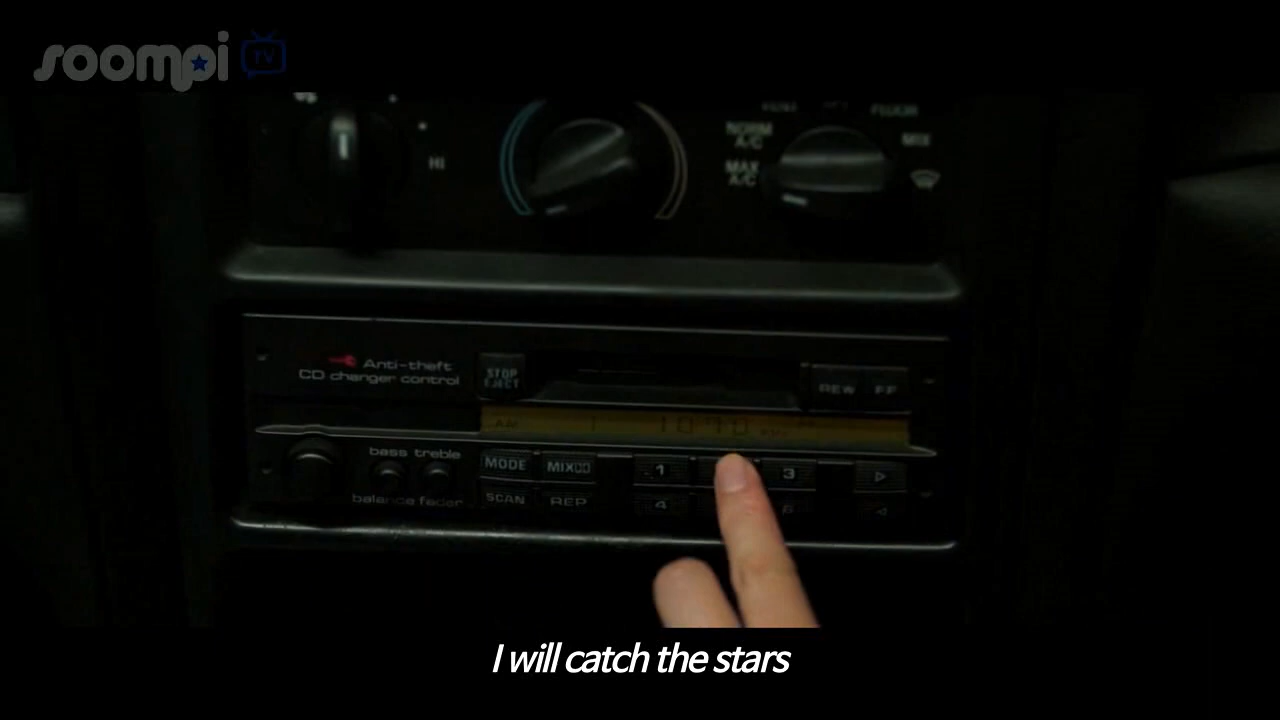 soompi TV
HI
NORM
A/C
MIX
MAX
A/C
Anti-theft
CD changer control
STOP
EJECT
REW FF
bass treble
balance fader
MODE MIX
1 3
SCAN REP
4 6
I will catch the stars